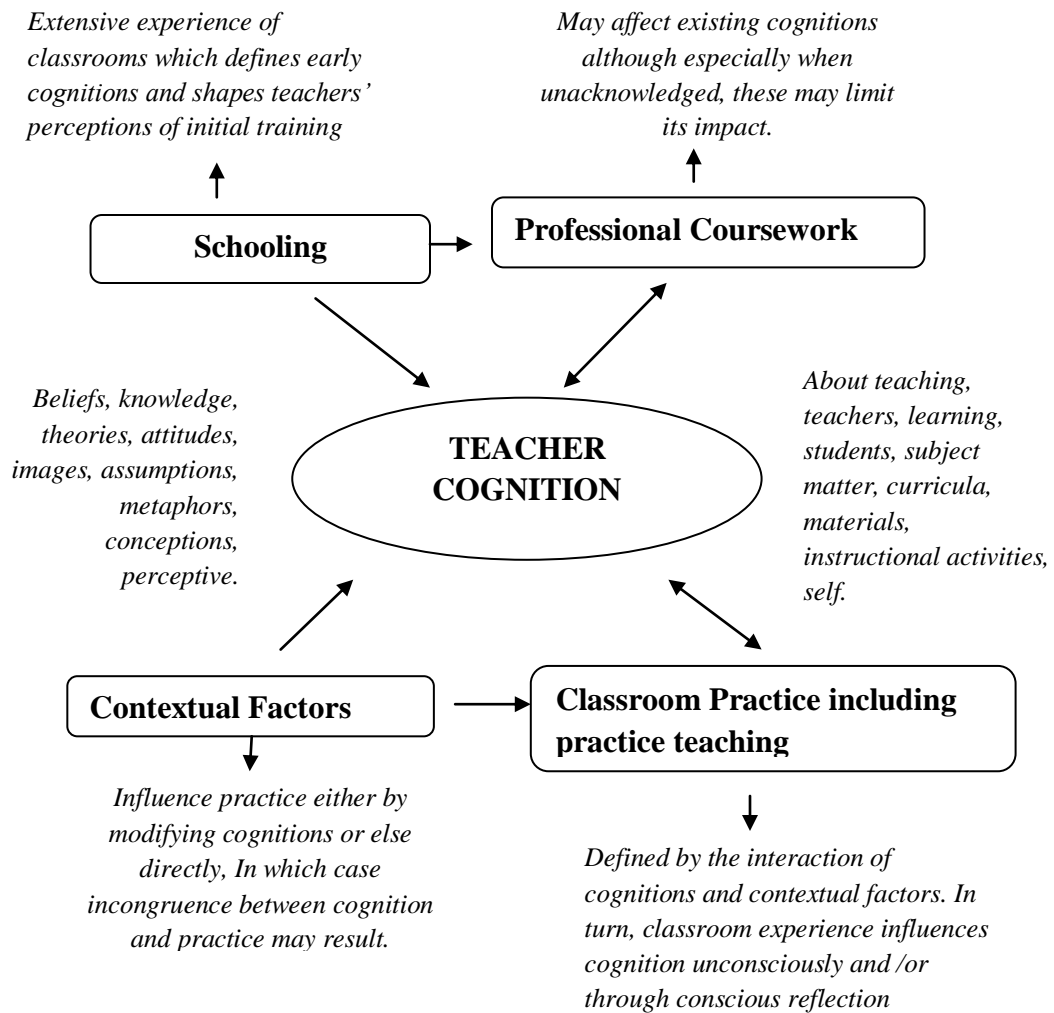 Extensive experience of
classrooms which defines early
cognitions and shapes teachers’
perceptions of initial training
May affect existing cognitions
although especially when
unacknowledged, these may limit
its impact.
Schooling
Professional Coursework
Beliefs, knowledge,
theories, attitudes,
images, assumptions,
metaphors,
conceptions,
perceptive.
TEACHER
COGNITION
About teaching,
teachers, learning,
students, subject
matter, curricula,
materials,
instructional activities,
self.
Contextual Factors
Classroom Practice including
practice teaching
Influence practice either by
modifying cognitions or else
directly, In which case
incongruence between cognition
and practice may result.
Defined by the interaction of
cognitions and contextual factors. In
turn, classroom experience influences
cognition unconsciously and /or
through conscious reflection